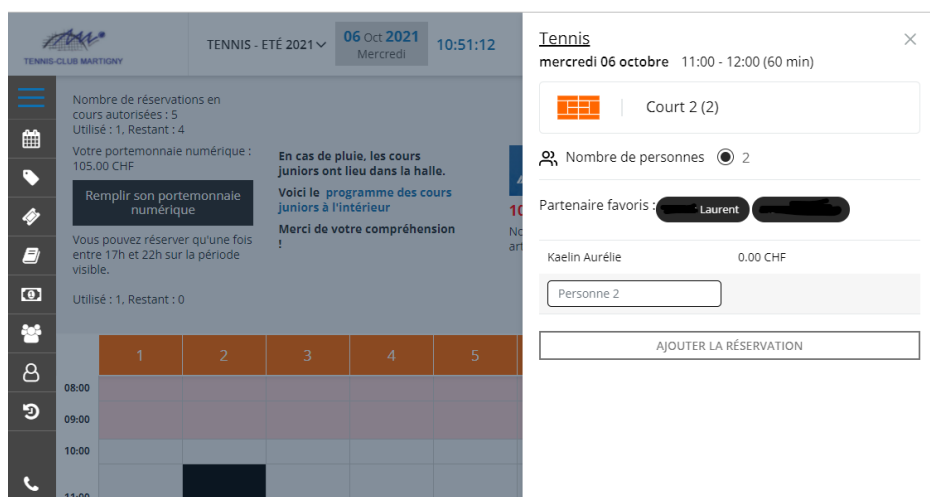 TENNIS-CLUB MARTIGNY
TENNIS - ETÉ 2021
06 Oct 2021
Mercredi
10:51:12
Nombre de réservations en
cours autorisées : 5
Utilisé : 1, Restant : 4
Votre portemonnaie numérique :
105.00 CHF
Remplir son portemonnaie
numérique
Vous pouvez réserver qu'une fois
entre 17h et 22h sur la période
visible.
Utilisé : 1, Restant : 0
En cas de pluie, les cours
juniors ont lieu dans la halle.
Voici le programme des cours
juniors à l'intérieur
Merci de votre compréhension
!
1 2 3 4 5
08:00
09:00
10:00
11:00
Tennis
mercredi 06 octobre 11:00 - 12:00 (60 min)
Court 2 (2)
Nombre de personnes 2
Partenaire favoris : Laurent
Kaelin Aurélie 0.00 CHF
Personne 2
AJOUTER LA RÉSERVATION